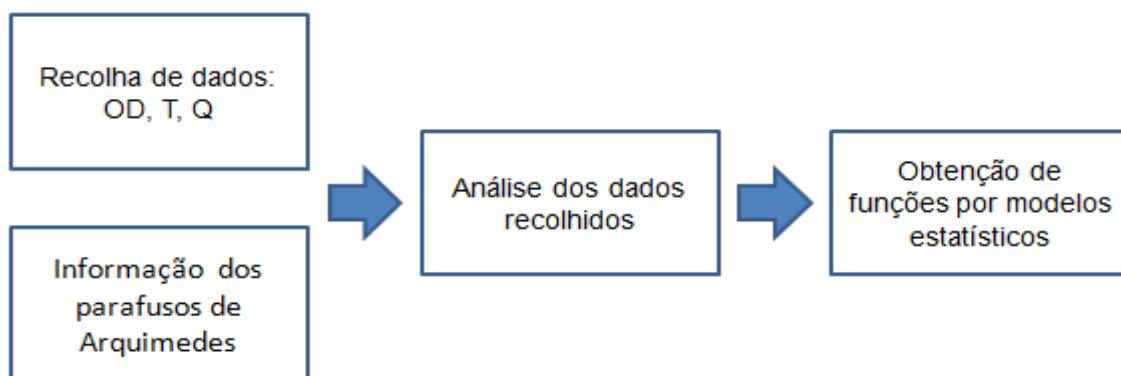 Recolha de dados:
OD, T, Q
Informação dos
parafusos de
Arquimedes
Análise dos dados
recolhidos
Obtenção de
funções por modelos
estatísticos